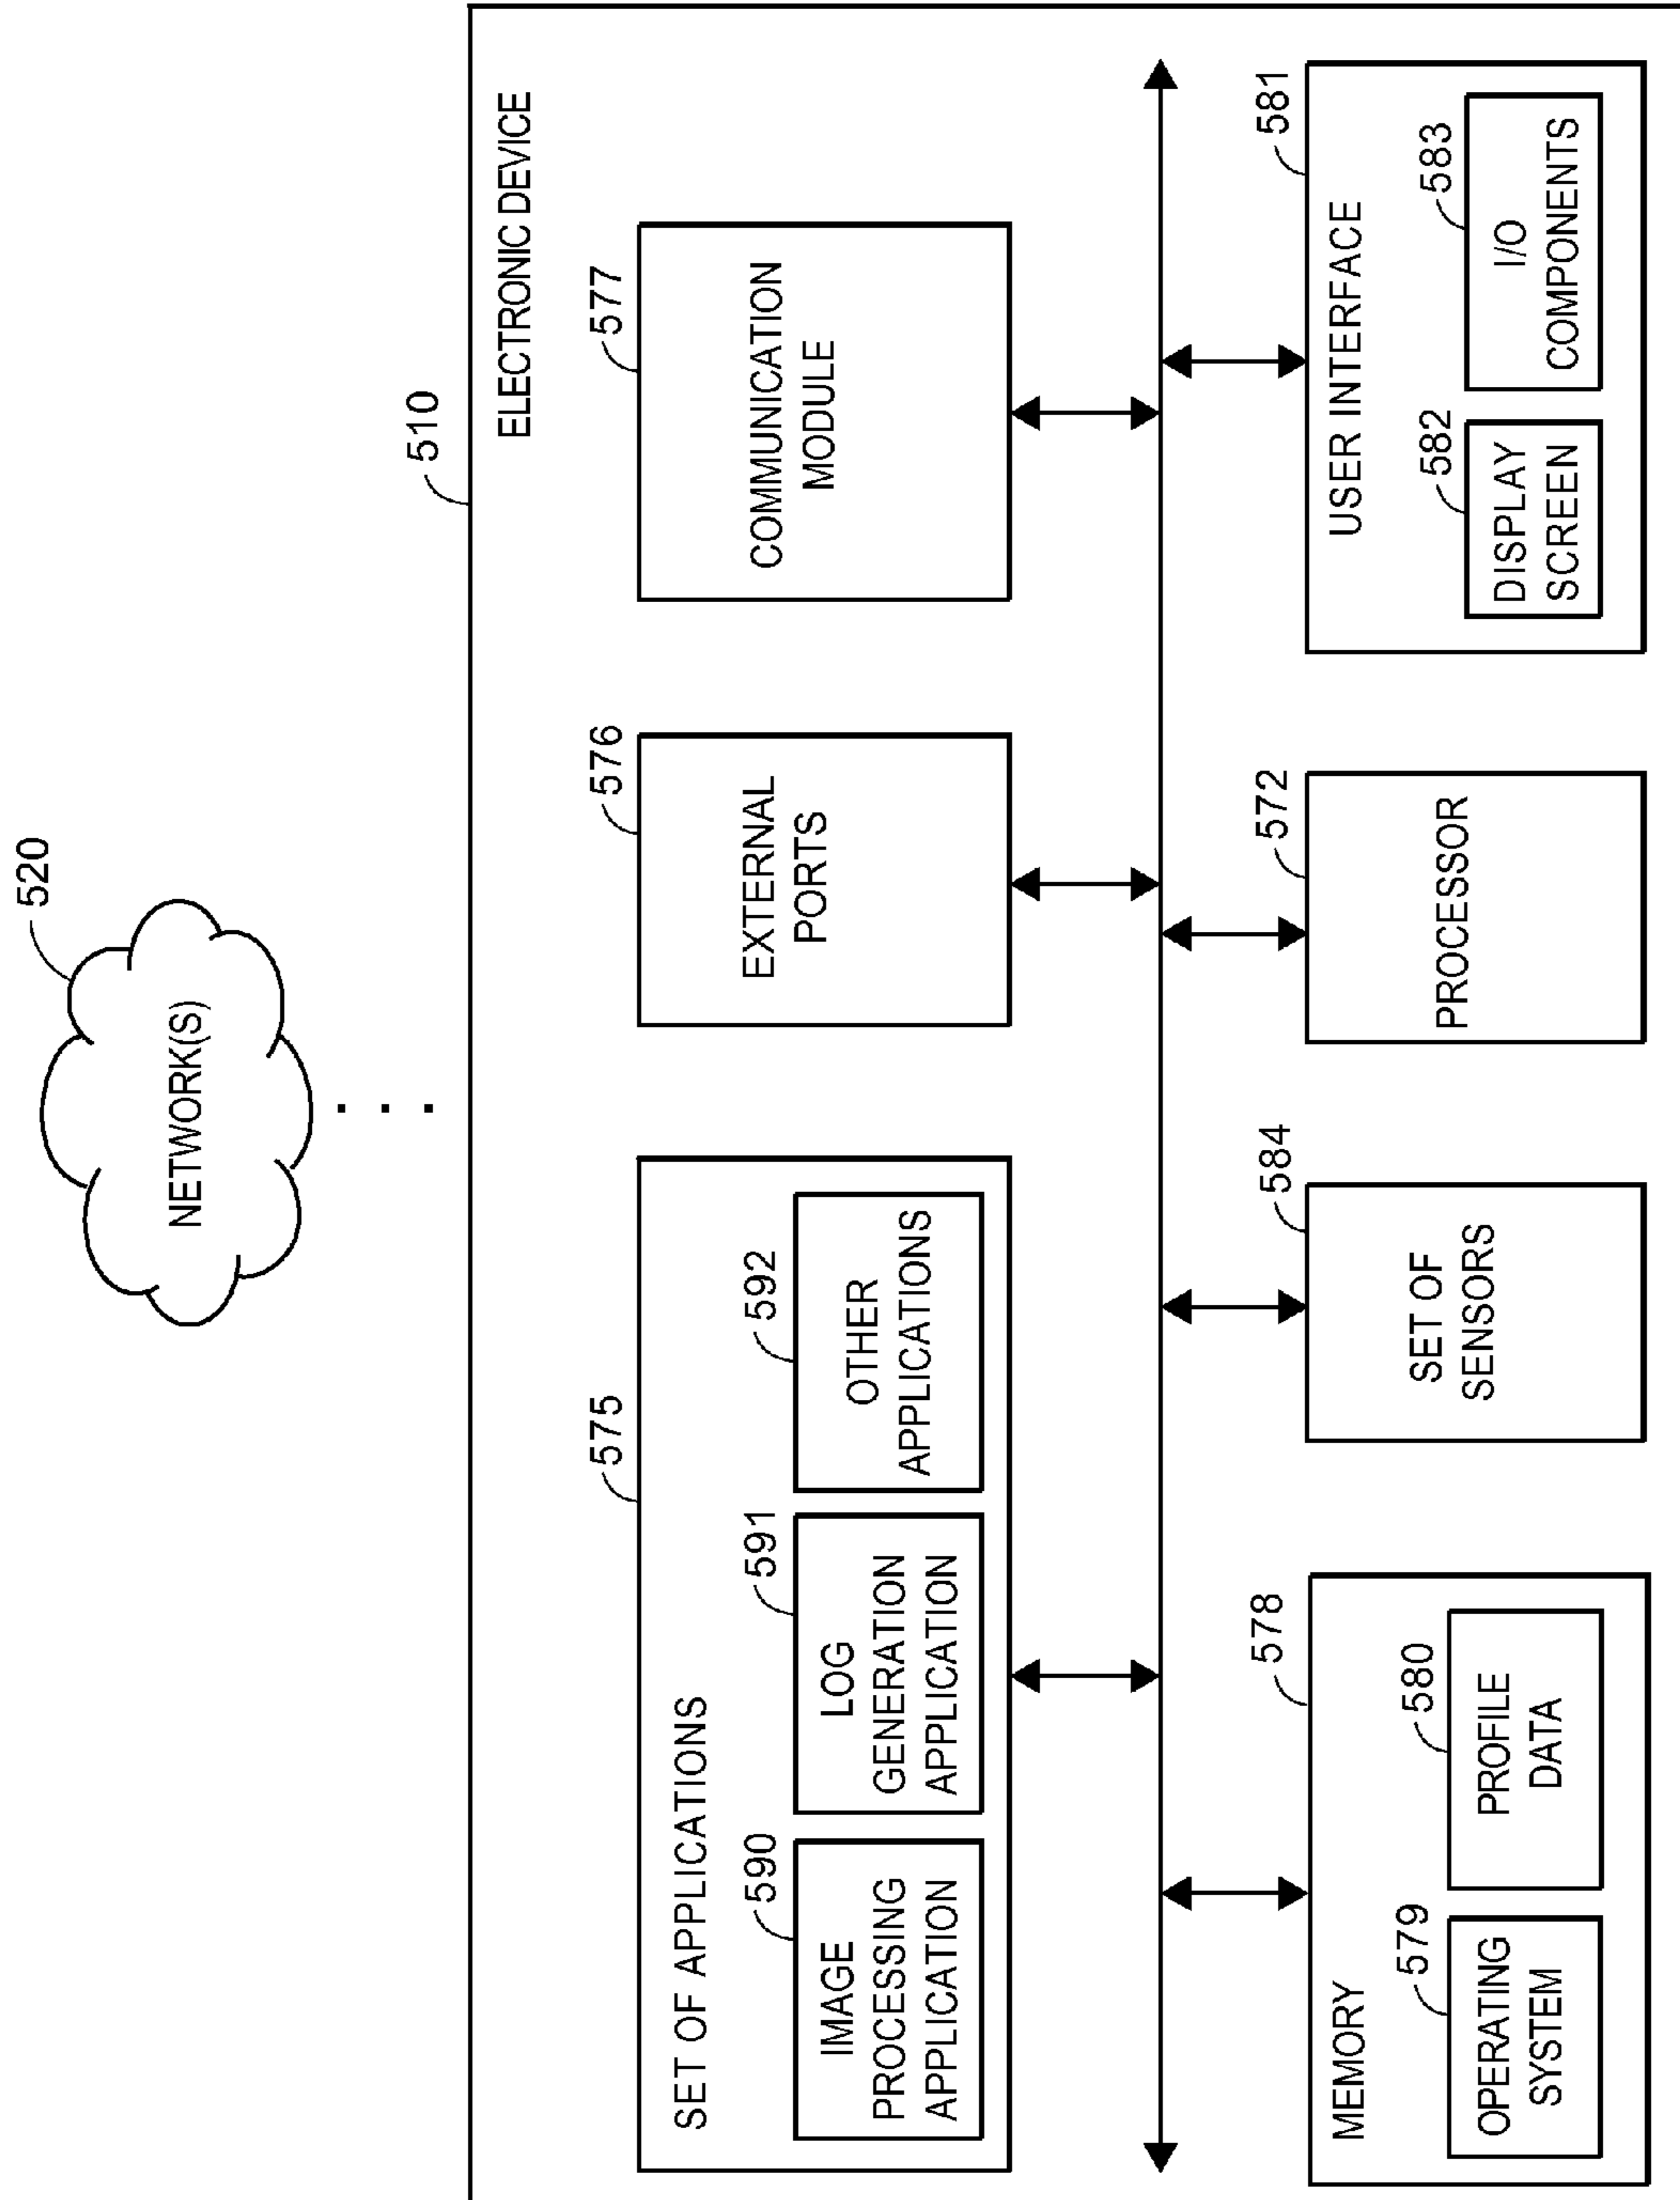 520
NETWORK(S)
510
ELECTRONIC DEVICE
575
SET OF APPLICATIONS
590
IMAGE
PROCESSING
APPLICATION
591
LOG
GENERATION
APPLICATION
592
OTHER
APPLICATIONS
576
EXTERNAL
PORTS
577
COMMUNICATION
MODULE
578
MEMORY
579
OPERATING
SYSTEM
580
PROFILE
DATA
584
SET OF
SENSORS
572
PROCESSOR
581
USER INTERFACE
582
DISPLAY
SCREEN
583
I/O
COMPONENTS